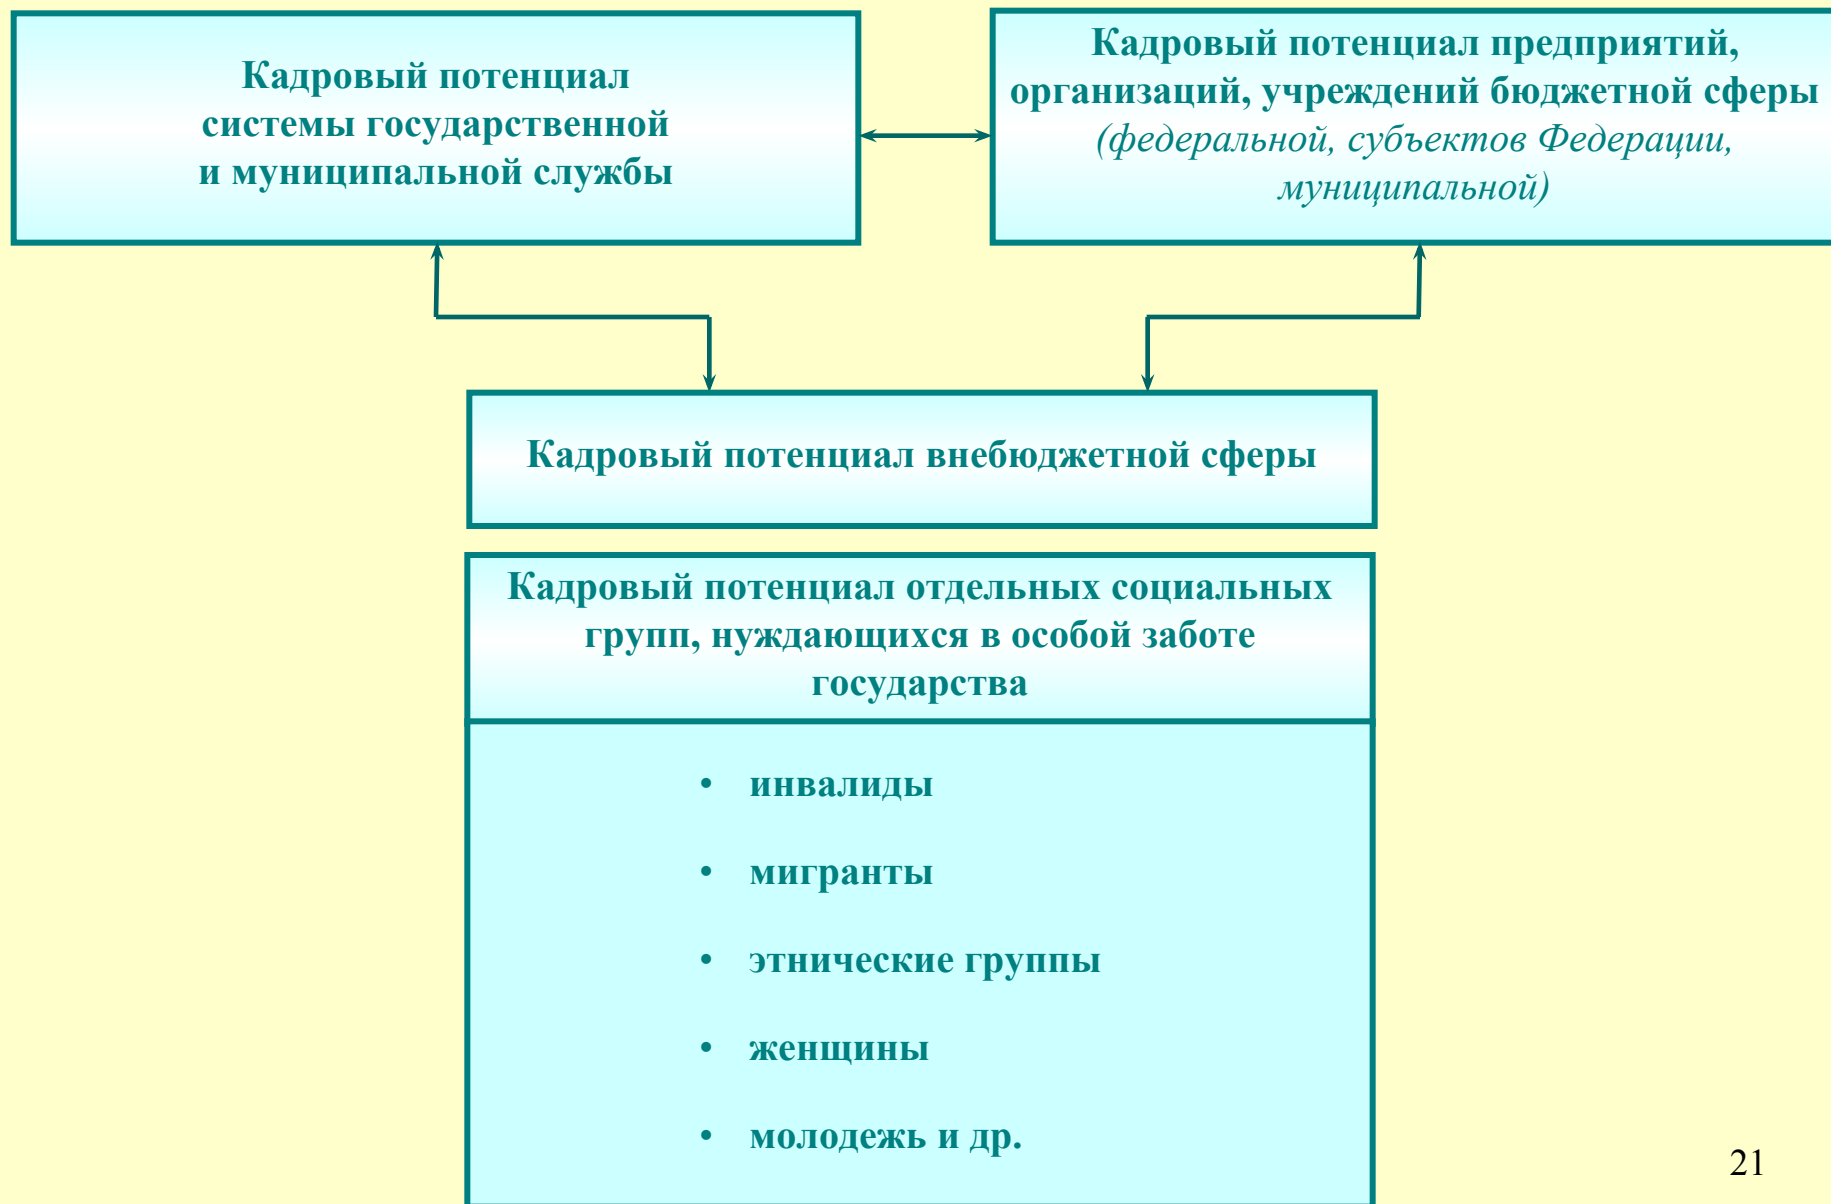 Кадровый потенциал
системы государственной
и муниципальной службы
Кадровый потенциал предприятий,
организаций, учреждений бюджетной сферы
(федеральной, субъектов Федерации,
муниципальной)
Кадровый потенциал внебюджетной сферы
Кадровый потенциал отдельных социальных
групп, нуждающихся в особой заботе
государства
• инвалиды
• мигранты
• этнические группы
• женщины
• молодежь и др.
21